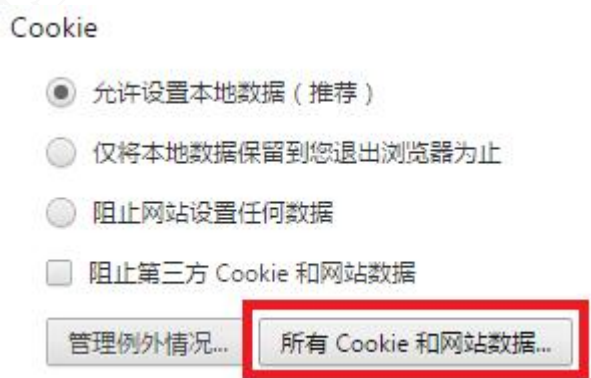 Cookie
允许设置本地数据（推荐）
仅将本地数据保留到您退出浏览器为止
阻止网站设置任何数据
阻止第三方 Cookie 和网站数据
管理例外情况... 所有 Cookie 和网站数据...